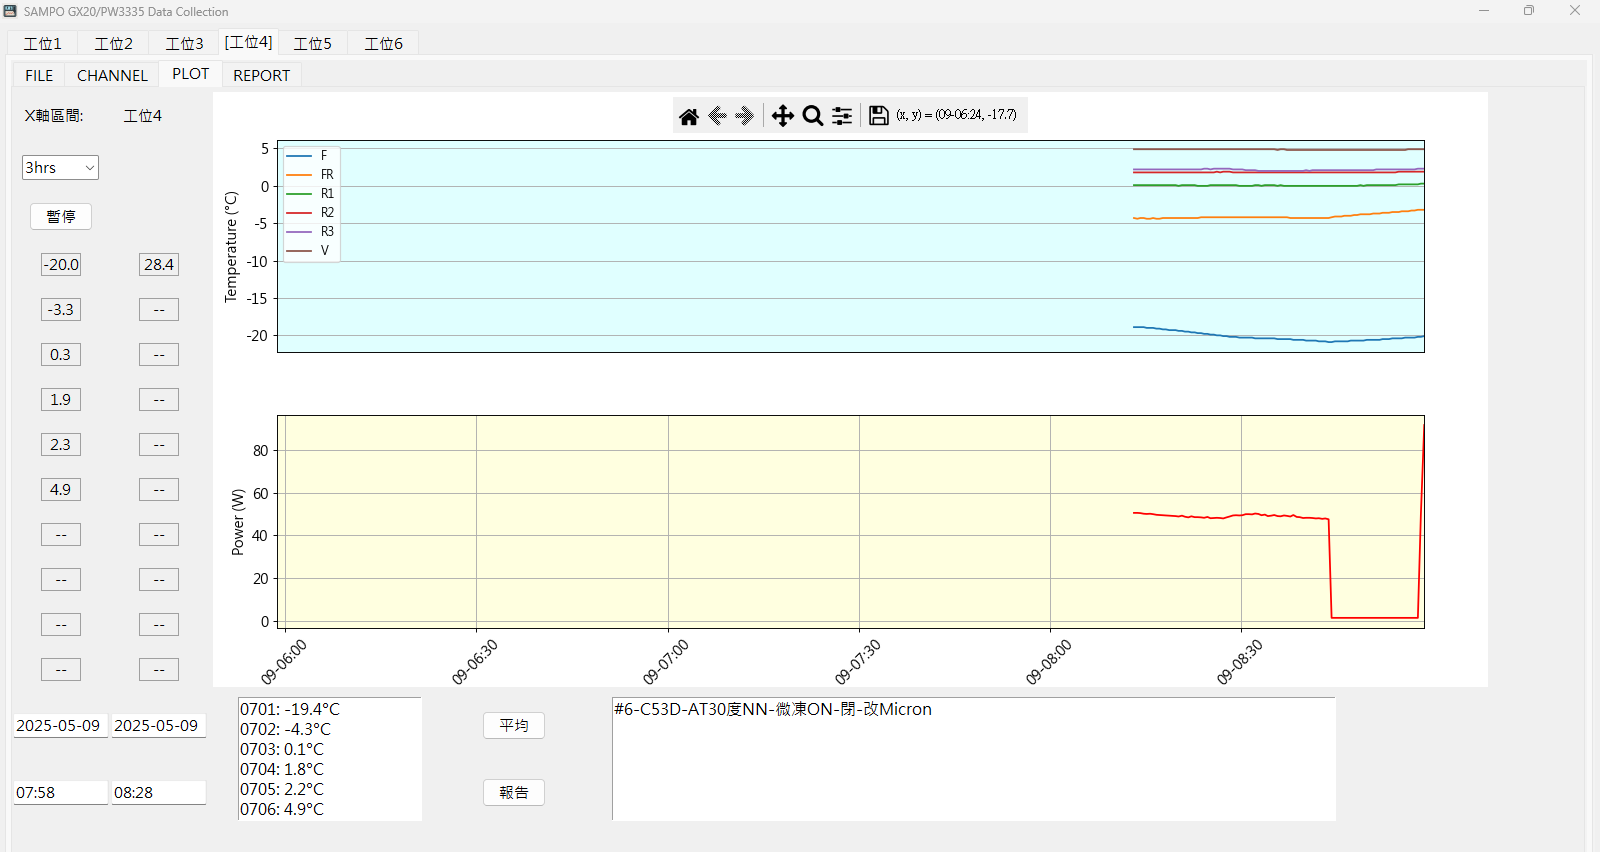 SAMPO GX20/PW3335 Data Collection
工位1 工位2 工位3 [工位4] 工位5 工位6
FILE CHANNEL PLOT REPORT
X軸區間: 工位4
3hrs
暫停
-20.0 28.4
-3.3 --
0.3 --
1.9 --
2.3 --
4.9 --
-- --
-- --
-- --
-- --
2025-05-09 2025-05-09
07:58 08:28
(x, y) = (09-06:24, -17.7)
Temperature (°C)
5
0
-5
-10
-15
-20
F
FR
R1
R2
R3
V
Power (W)
80
60
40
20
0
09-06:00 09-06:30 09-07:00 09-07:30 09-08:00 09-08:30
0701: -19.4°C
0702: -4.3°C
0703: 0.1°C
0704: 1.8°C
0705: 2.2°C
0706: 4.9°C
平均
報告
#6-C53D-AT30度NN-微凍ON-閉-改Micron